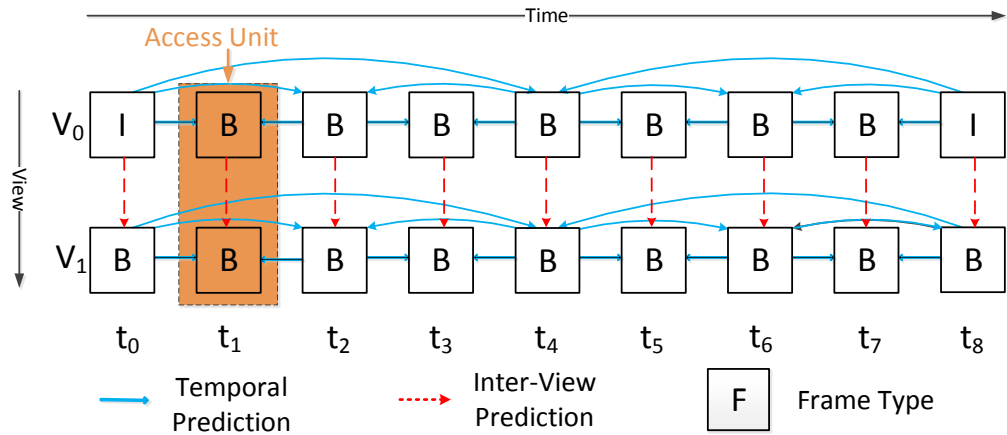 Time
Access Unit
V₀ I B B B B B B B I
View
V₁ B B B B B B B B B
t₀ t₁ t₂ t₃ t₄ t₅ t₆ t₇ t₈
Temporal Prediction
Inter-View Prediction
F Frame Type